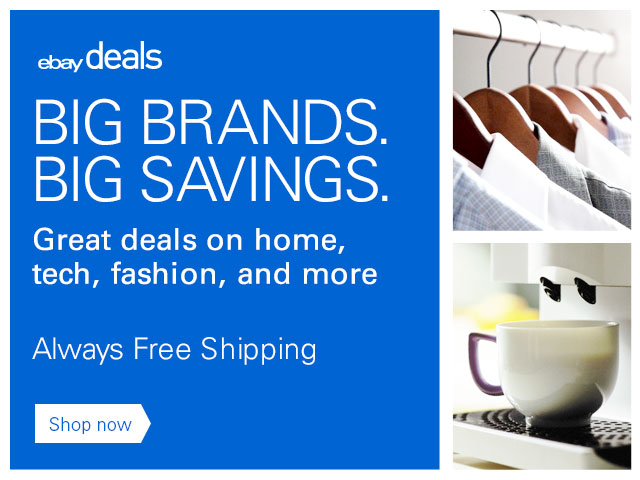 ebay deals
BIG BRANDS.
BIG SAVINGS.
Great deals on home,
tech, fashion, and more
Always Free Shipping
Shop now